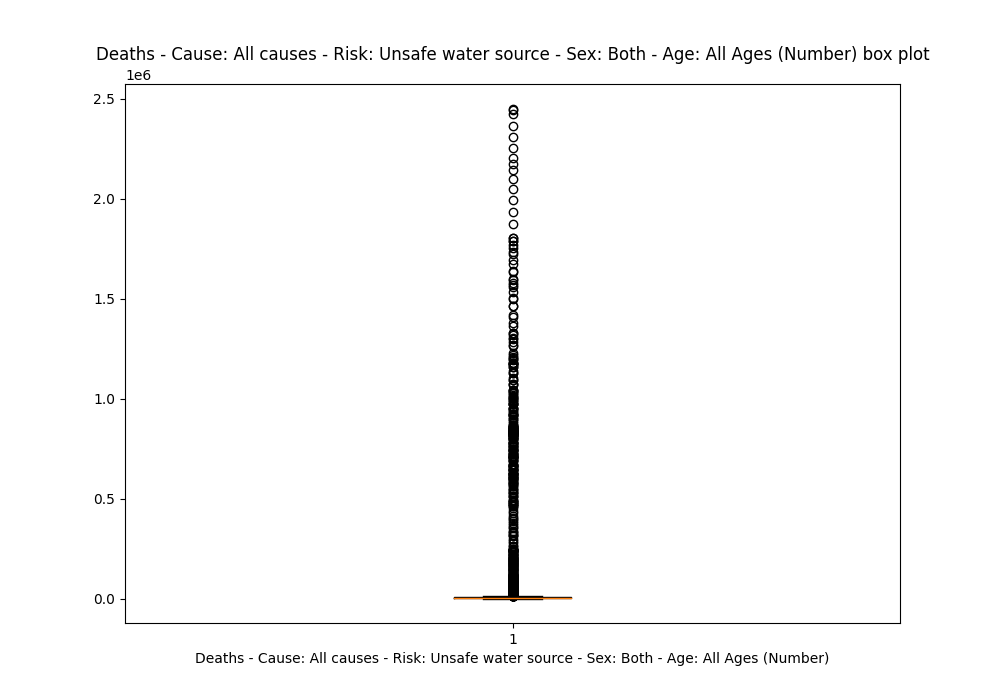 Deaths - Cause: All causes - Risk: Unsafe water source - Sex: Both - Age: All Ages (Number) box plot
1e6
2.5
2.0
1.5
1.0
0.5
0.0
1
Deaths - Cause: All causes - Risk: Unsafe water source - Sex: Both - Age: All Ages (Number)